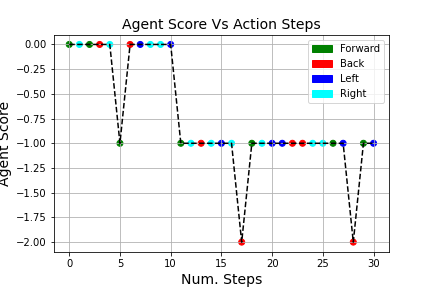 Agent Score Vs Action Steps
0.00
−0.25
−0.50
−0.75
−1.00
−1.25
−1.50
−1.75
−2.00
Agent Score
Forward
Back
Left
Right
0 5 10 15 20 25 30
Num. Steps